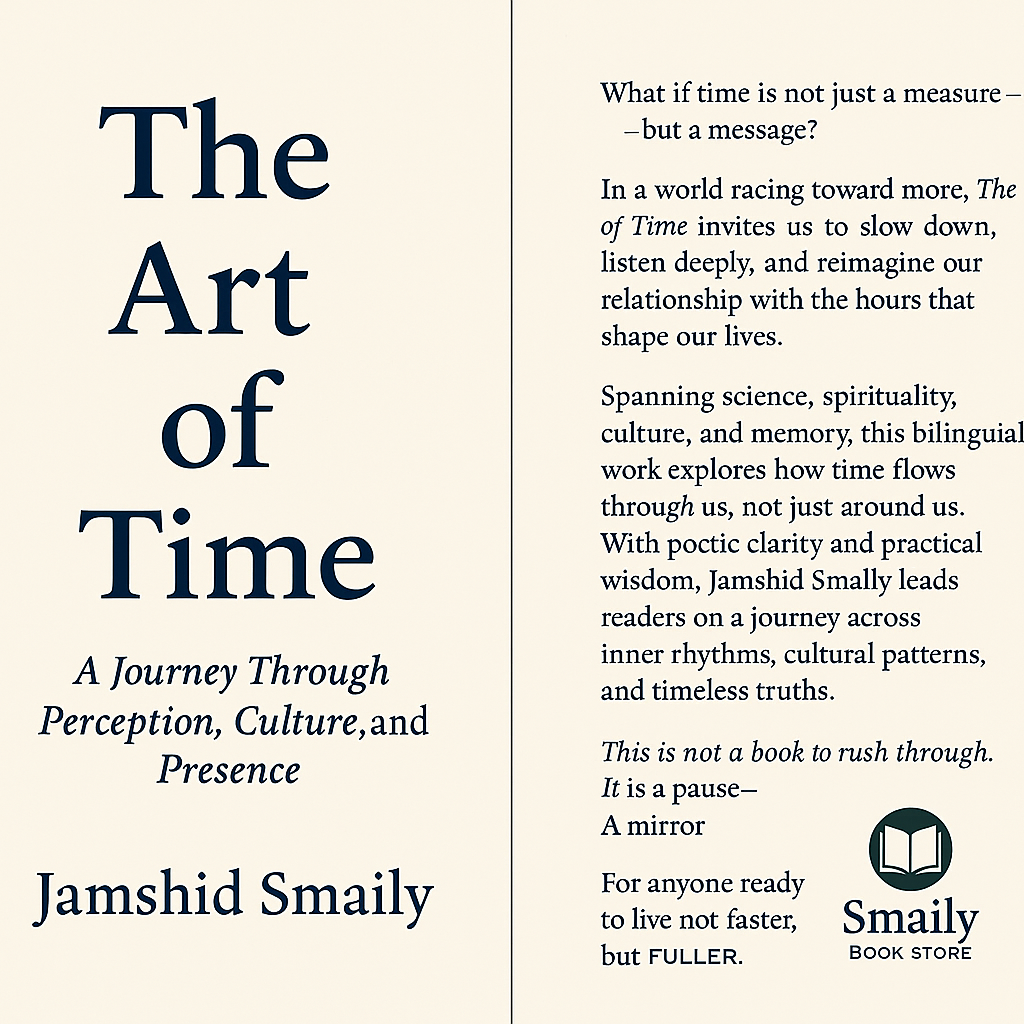 The
Art
of
Time
A Journey Through
Perception, Culture, and
Presence
Jamshid Smaily
What if time is not just a measure–
–but a message?
In a world racing toward more, The
of Time invites us to slow down,
listen deeply, and reimagine our
relationship with the hours that
shape our lives.
Spanning science, spirituality,
culture, and memory, this bilinguial
work explores how time flows
through us, not just around us.
With poctic clarity and practical
wisdom, Jamshid Smally leads
readers on a journey across
inner rhythms, cultural patterns,
and timeless truths.
This is not a book to rush through.
It is a pause–
A mirror
For anyone ready
to live not faster,
but FULLER.
Smaily
BOOK STORE